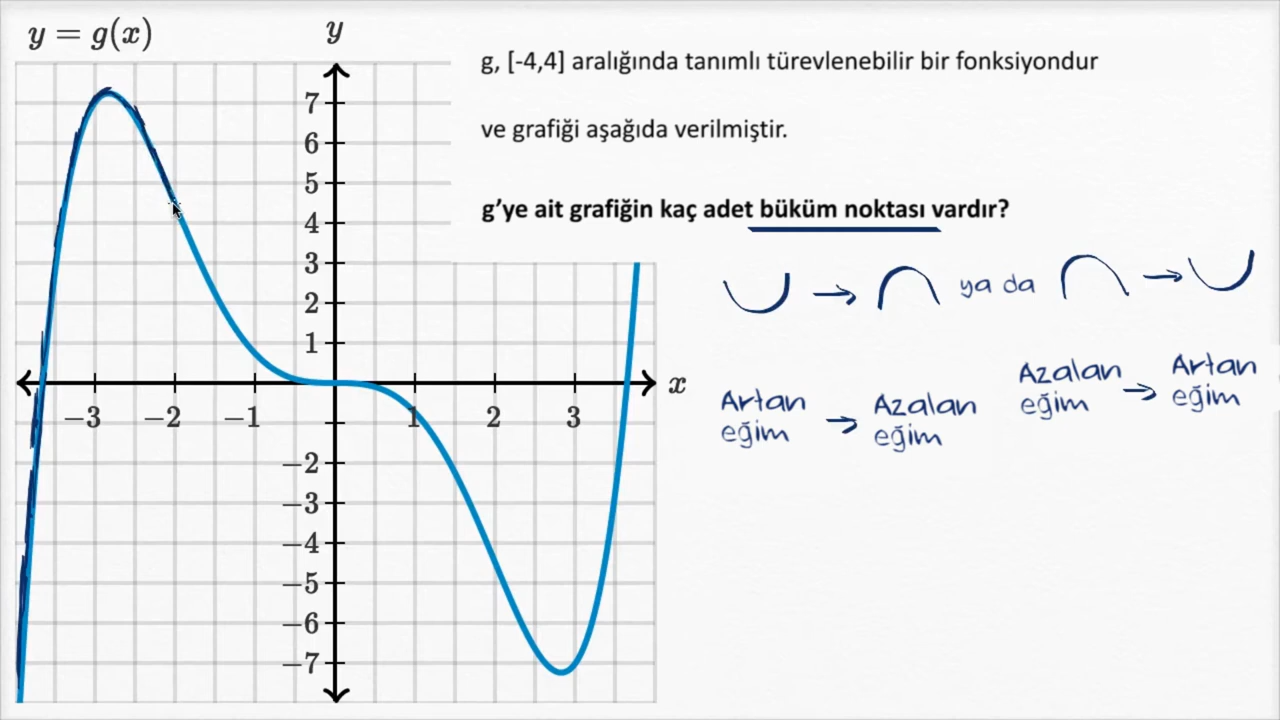 y = g(x)
y
g, [-4,4] aralığında tanımlı türevlenebilir bir fonksiyondur
ve grafiği aşağıda verilmiştir.
g'ye ait grafiğin kaç adet büküm noktası vardır?
7
6
5
4
3
2
1
ya da
x
−3 −2 −1 1 2 3
−2
−3
−4
−5
−6
−7
Artan eğim → Azalan eğim
Azalan eğim → Artan eğim